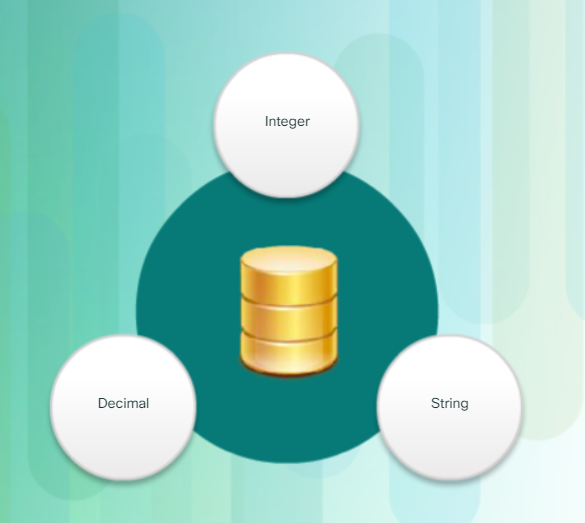 Integer
Decimal
String